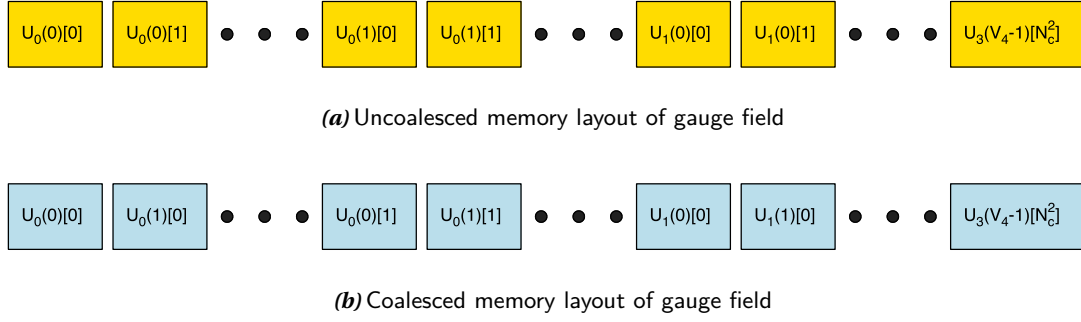 U₀(0)[0] U₀(0)[1] ● ● ● U₀(1)[0] U₀(1)[1] ● ● ● U₁(0)[0] U₁(0)[1] ● ● ● U₃(V₄-1)[N²c]
(a) Uncoalesced memory layout of gauge field
U₀(0)[0] U₀(1)[0] ● ● ● U₀(0)[1] U₀(1)[1] ● ● ● U₁(0)[0] U₁(1)[0] ● ● ● U₃(V₄-1)[N²c]
(b) Coalesced memory layout of gauge field